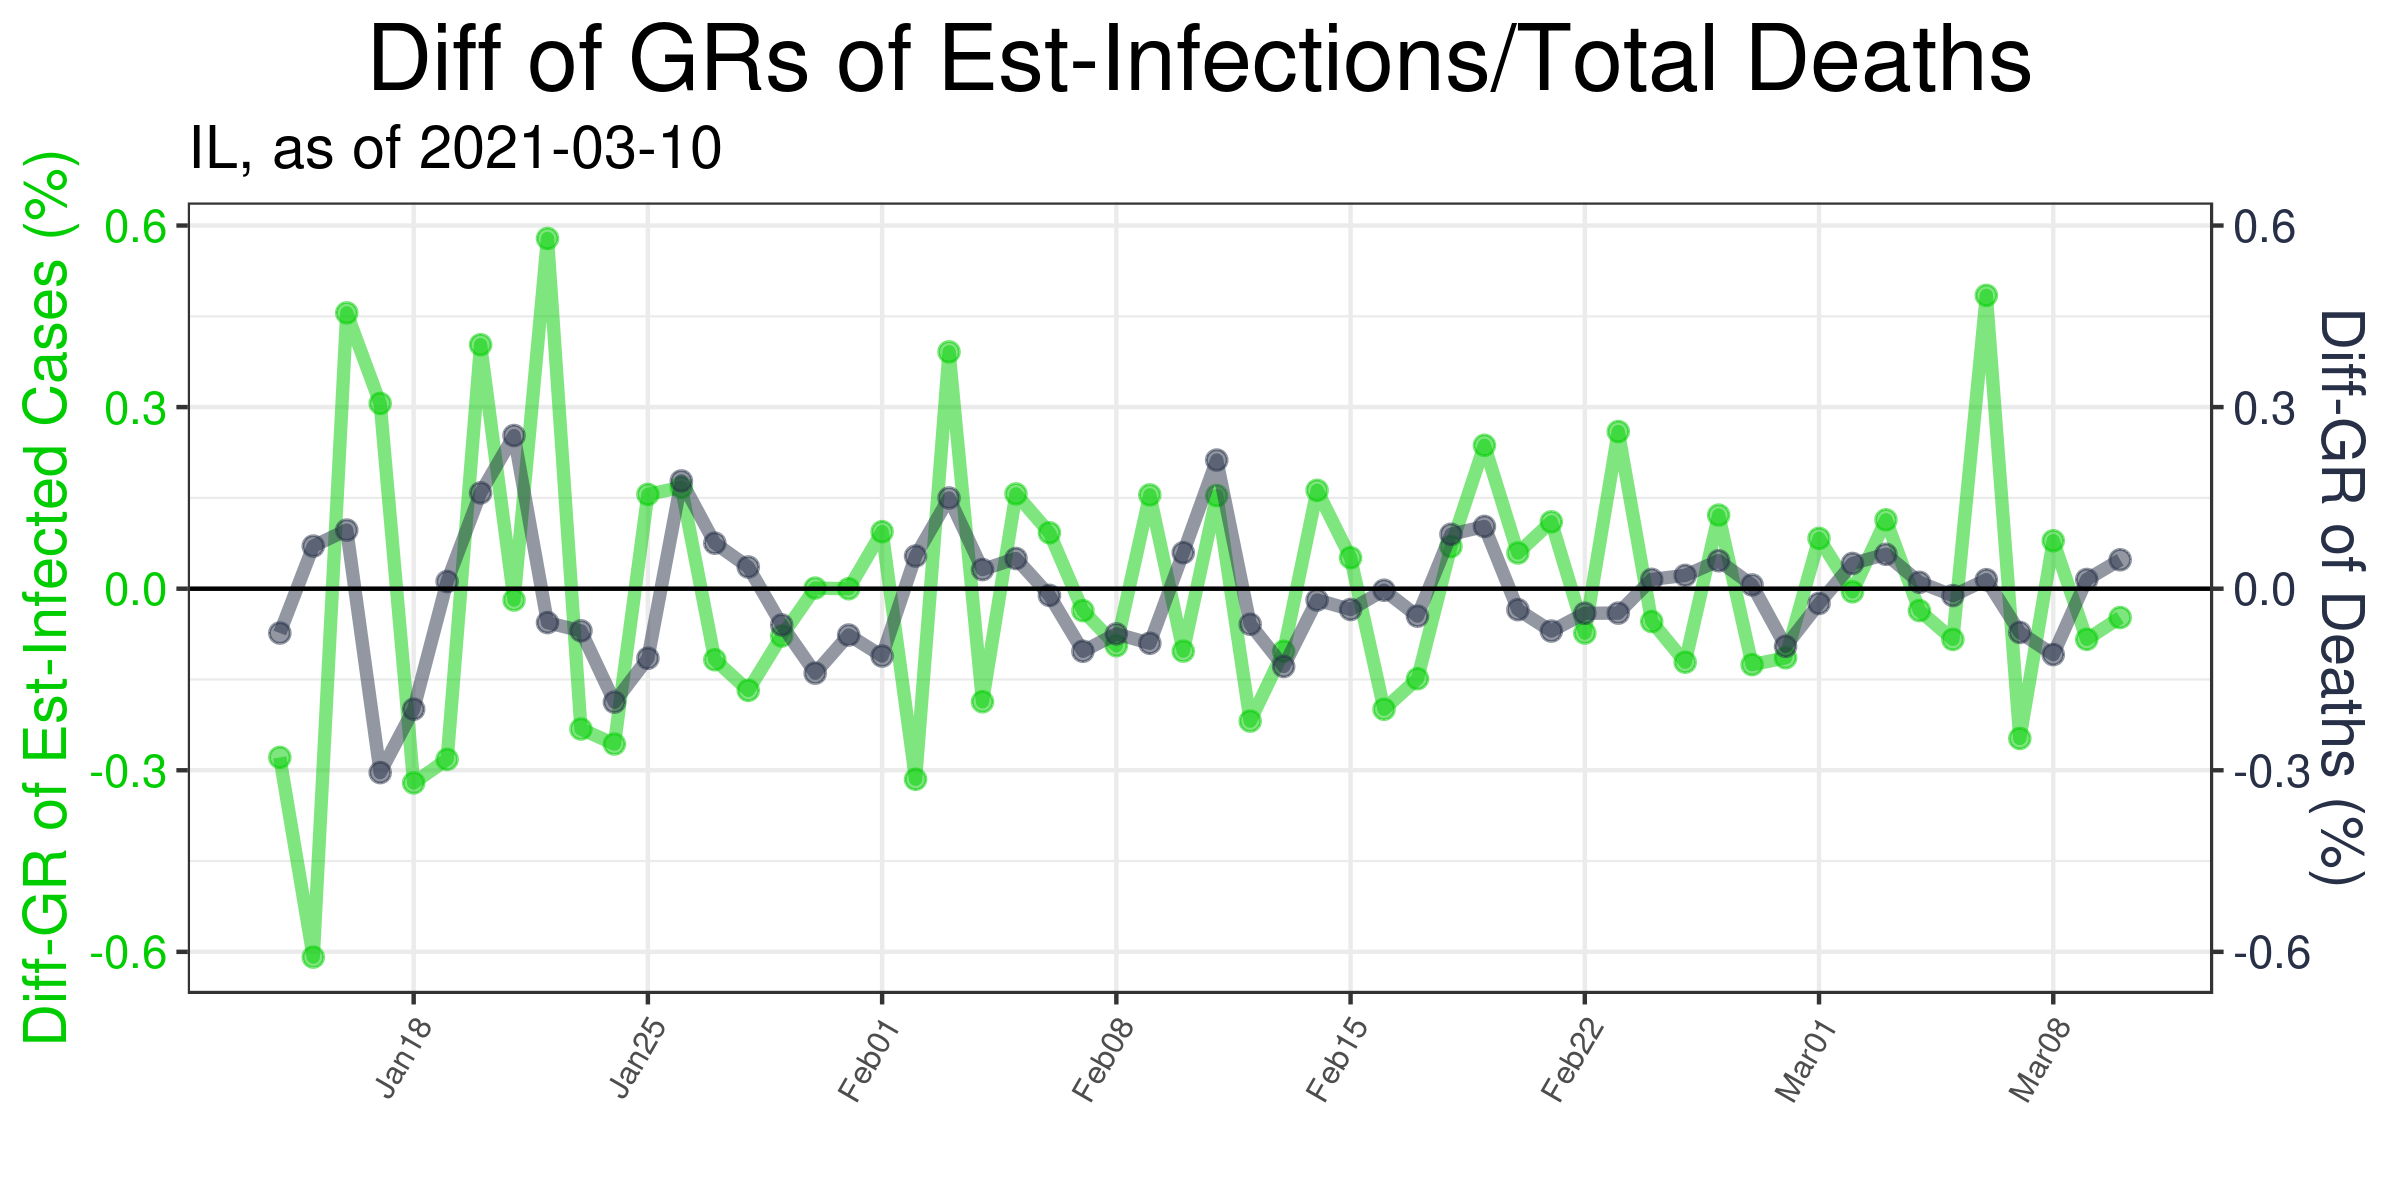 Diff of GRs of Est-Infections/Total Deaths
IL, as of 2021-03-10
Diff-GR of Est-Infected Cases (%)
0.6
0.3
0.0
-0.3
-0.6
0.6
0.3
0.0
-0.3
-0.6
Diff-GR of Deaths (%)
Jan18
Jan25
Feb01
Feb08
Feb15
Feb22
Mar01
Mar08